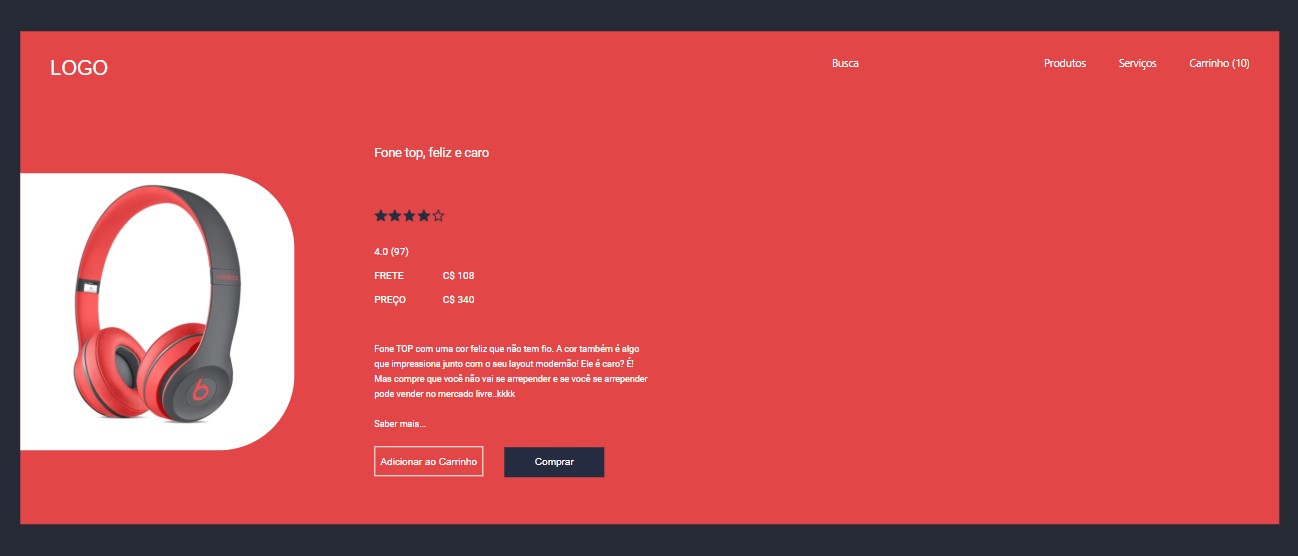 LOGO
Busca
Produtos
Serviços
Carrinho (10)
Fone top, feliz e caro
4.0 (97)
FRETE C$ 108
PREÇO C$ 340
Fone TOP com uma cor feliz que não tem fio. A cor também é algo
que impressiona junto com o seu layout modernão! Ele é caro? É!
Mas compre que você não vai se arrepender e se você se arrepender
pode vender no mercado livre..kkkk
Saber mais...
Adicionar ao Carrinho
Comprar